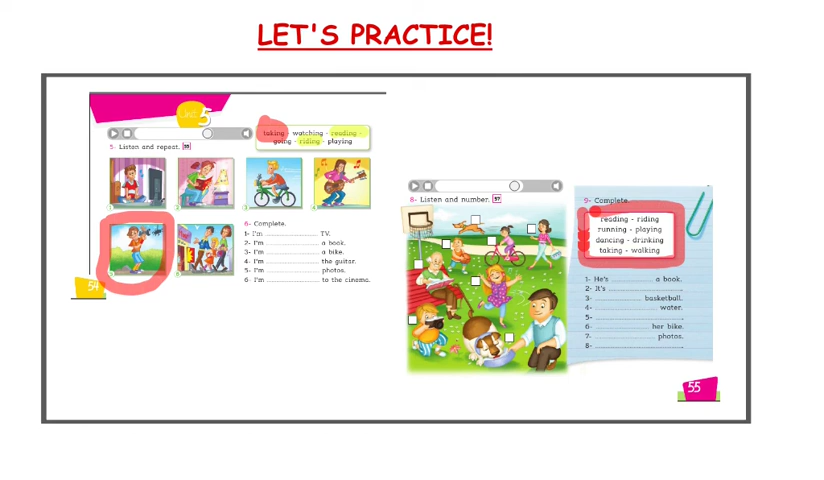 LET'S PRACTICE!
Unit 5
taking - watching - reading -
going - riding - playing
5- Listen and repeat. 55
1
2
3
4
5
6
6- Complete.
1- I'm .................... TV.
2- I'm .................... a book.
3- I'm .................... a bike.
4- I'm .................... the guitar.
5- I'm .................... photos.
6- I'm .................... to the cinema.
54
8- Listen and number. 57
9- Complete.
reading - riding
running - playing
dancing - drinking
taking - walking
1- He's .................... a book.
2- It's ....................
3- .................... basketball.
4- .................... water.
5- ....................
6- .................... her bike.
7- .................... photos.
8- ....................
55